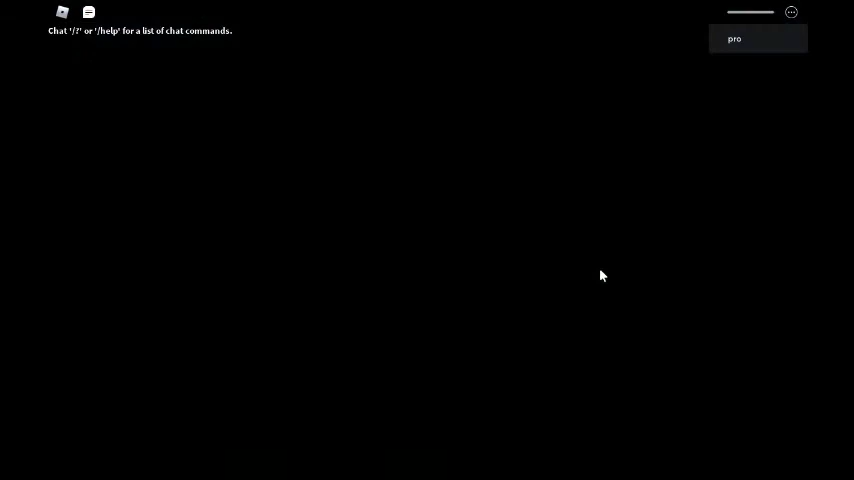 Chat '/?' or '/help' for a list of chat commands.
pro